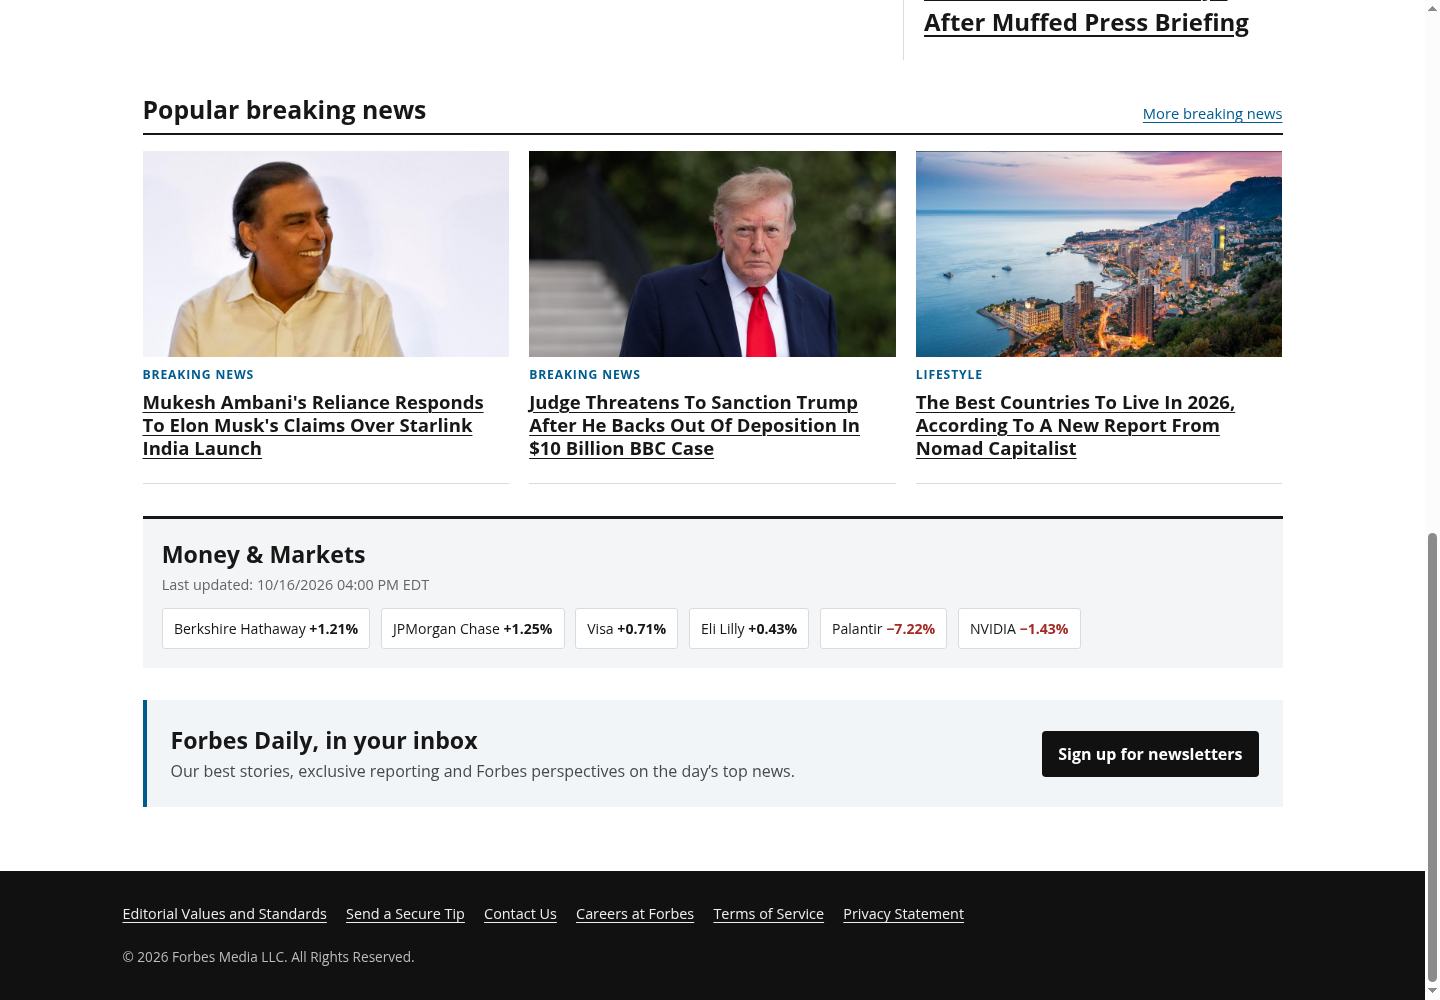 After Muffed Press Briefing
Popular breaking news
More breaking news
BREAKING NEWS
Mukesh Ambani's Reliance Responds
To Elon Musk's Claims Over Starlink
India Launch
BREAKING NEWS
Judge Threatens To Sanction Trump
After He Backs Out Of Deposition In
$10 Billion BBC Case
LIFESTYLE
The Best Countries To Live In 2026,
According To A New Report From
Nomad Capitalist
Money & Markets
Last updated: 10/16/2026 04:00 PM EDT
Berkshire Hathaway +1.21%
JPMorgan Chase +1.25%
Visa +0.71%
Eli Lilly +0.43%
Palantir −7.22%
NVIDIA −1.43%
Forbes Daily, in your inbox
Our best stories, exclusive reporting and Forbes perspectives on the day’s top news.
Sign up for newsletters
Editorial Values and Standards
Send a Secure Tip
Contact Us
Careers at Forbes
Terms of Service
Privacy Statement
© 2026 Forbes Media LLC. All Rights Reserved.